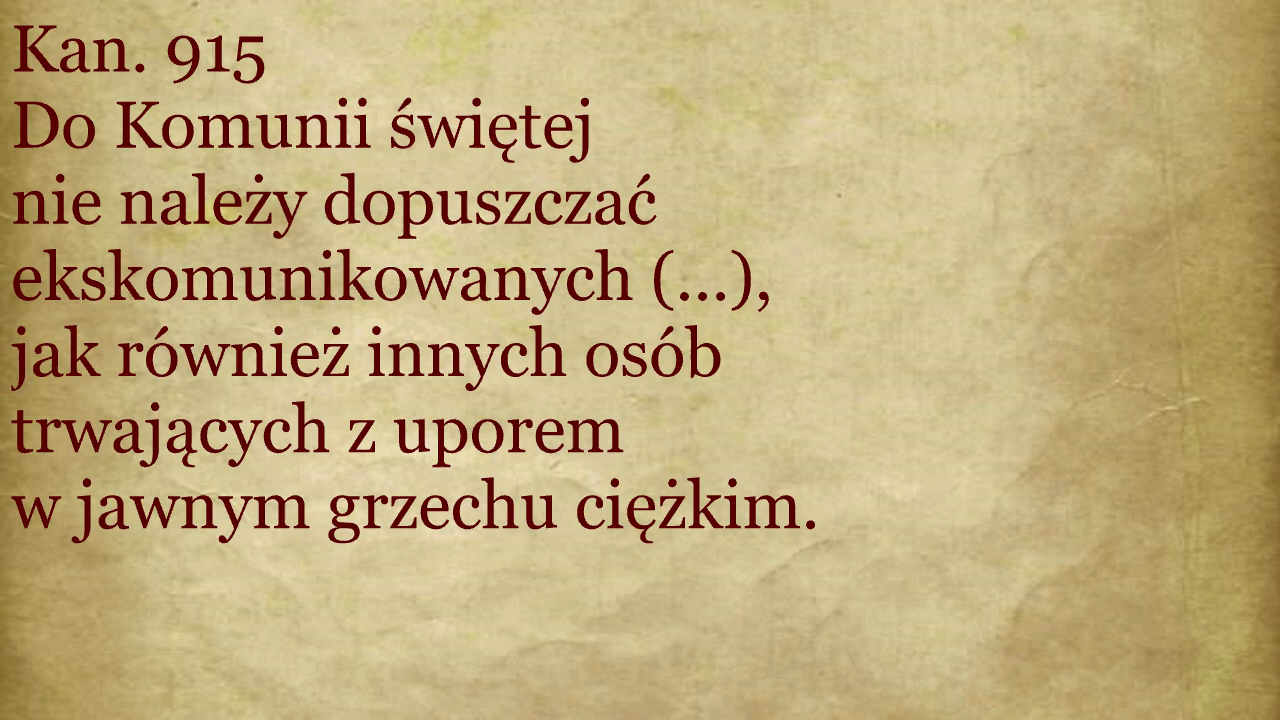 Kan. 915
Do Komunii świętej
nie należy dopuszczać
ekskomunikowanych (...),
jak również innych osób
trwających z uporem
w jawnym grzechu ciężkim.